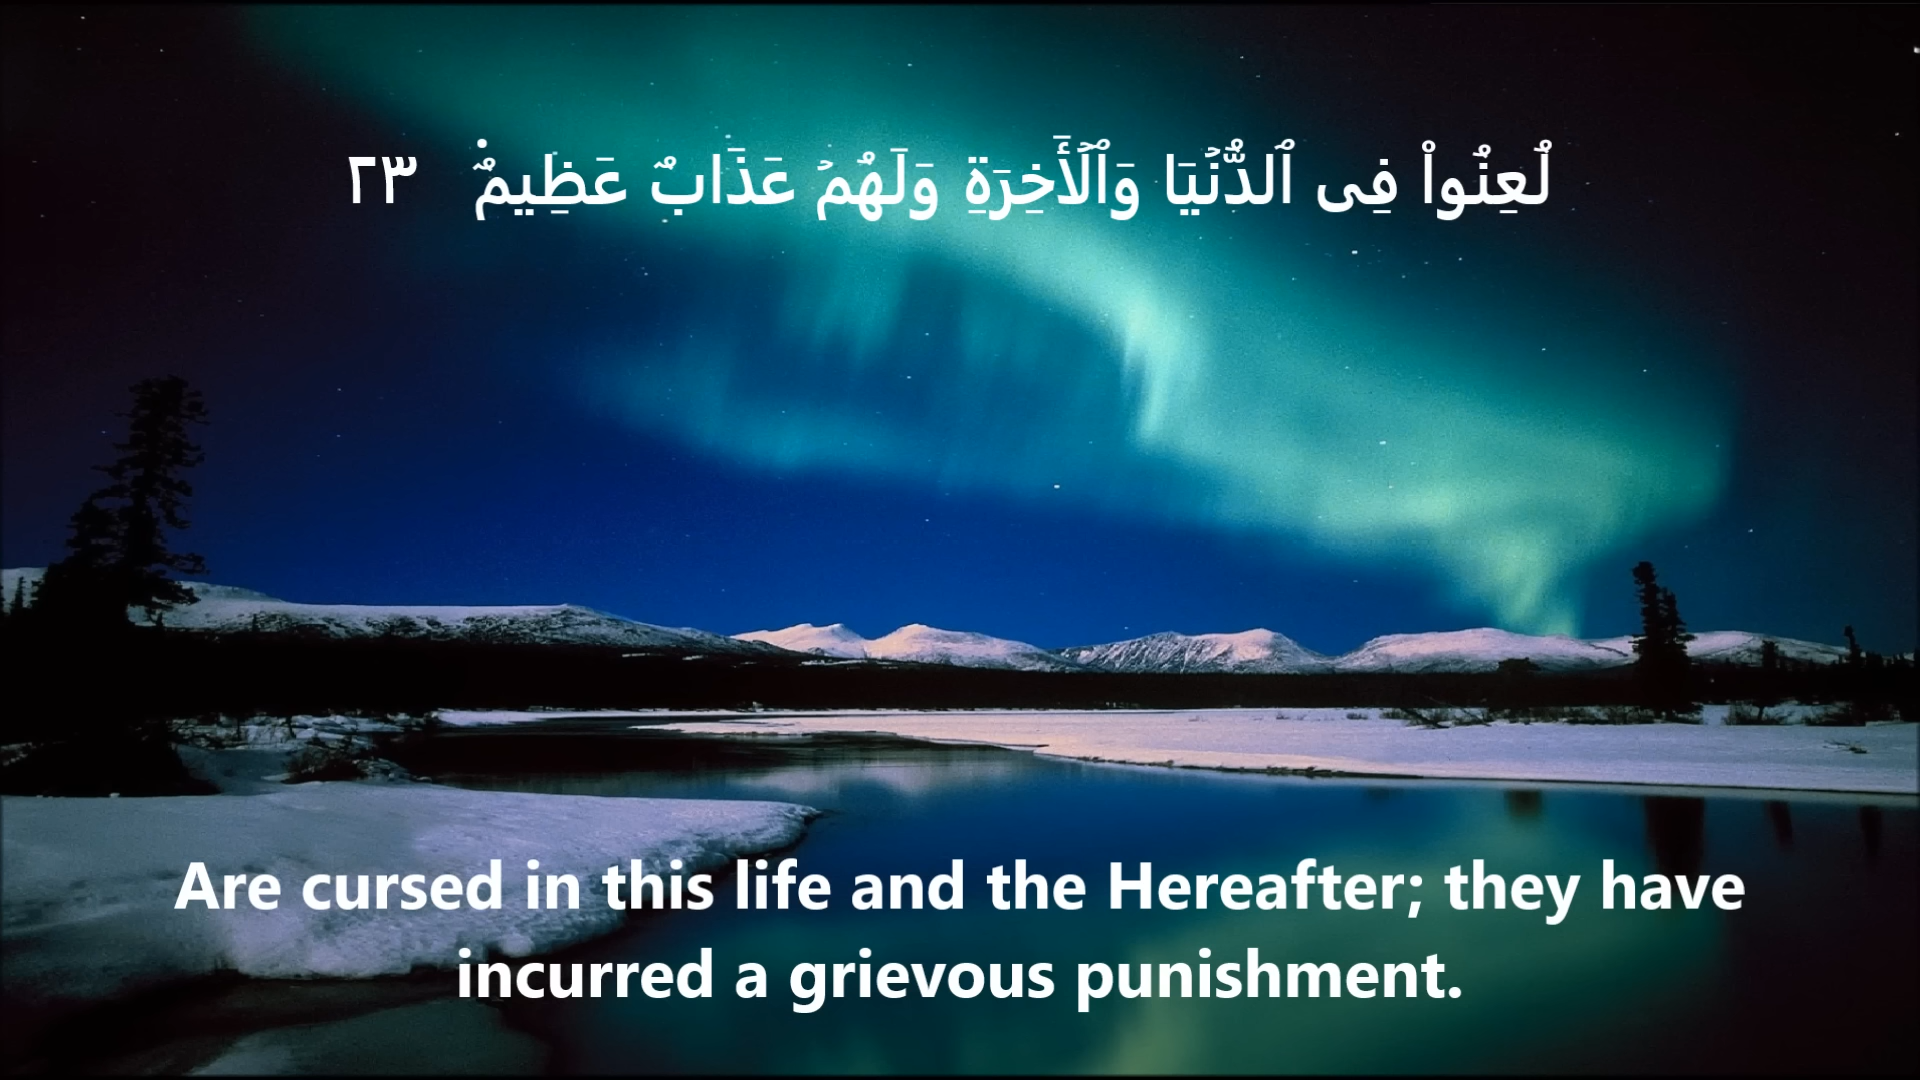 لُعِنُوا۟ فِى ٱلدُّنْيَا وَٱلْأَخِرَةِ وَلَهُمْ عَذَابٌ عَظِيمٌۭ ٢٣
Are cursed in this life and the Hereafter; they have
incurred a grievous punishment.